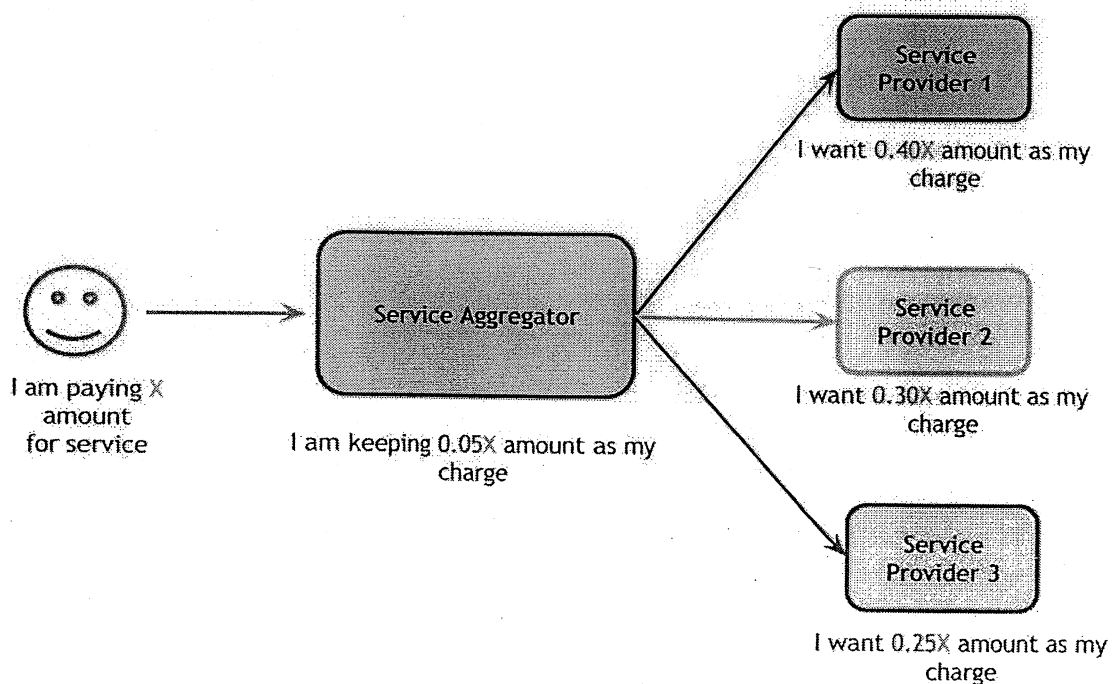 Service
Provider 1
I want 0.40X amount as my
charge
Service Aggregator
Service
Provider 2
I am paying X
amount
for service
I want 0.30X amount as my
charge
I am keeping 0.05X amount as my
charge
Service
Provider 3
I want 0.25X amount as my
charge